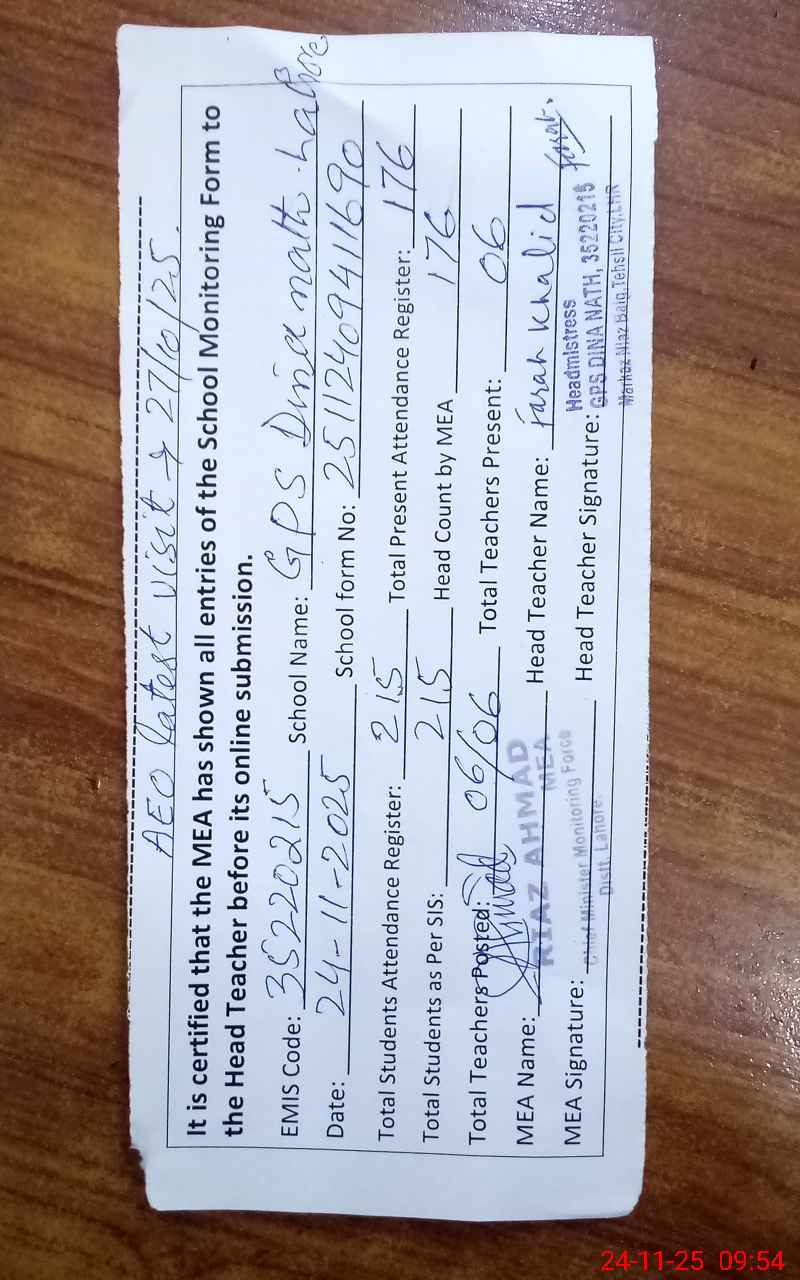 AEO latest visit → 27/10/25.
It is certified that the MEA has shown all entries of the School Monitoring Form to
the Head Teacher before its online submission.
EMIS Code: 35220215 School Name: GPS Dina nath Lahore
Date: 24-11-2025 School form No: 251124094116 90
Total Students Attendance Register: 215 Total Present Attendance Register: 176
Total Students as Per SIS: 215 Head Count by MEA 176
Total Teachers Posted: 06/06 Total Teachers Present: 06
MEA Name: Head Teacher Name: Farah Khalid
RIAZ AHMAD
MEA
MEA Signature: Head Teacher Signature:
Chief Minister Monitoring Force
Distt. Lahore.
Headmistress
GPS DINA NATH, 35220215
Markaz Niaz Baig, Tehsil City, LHR
24-11-25 09:54